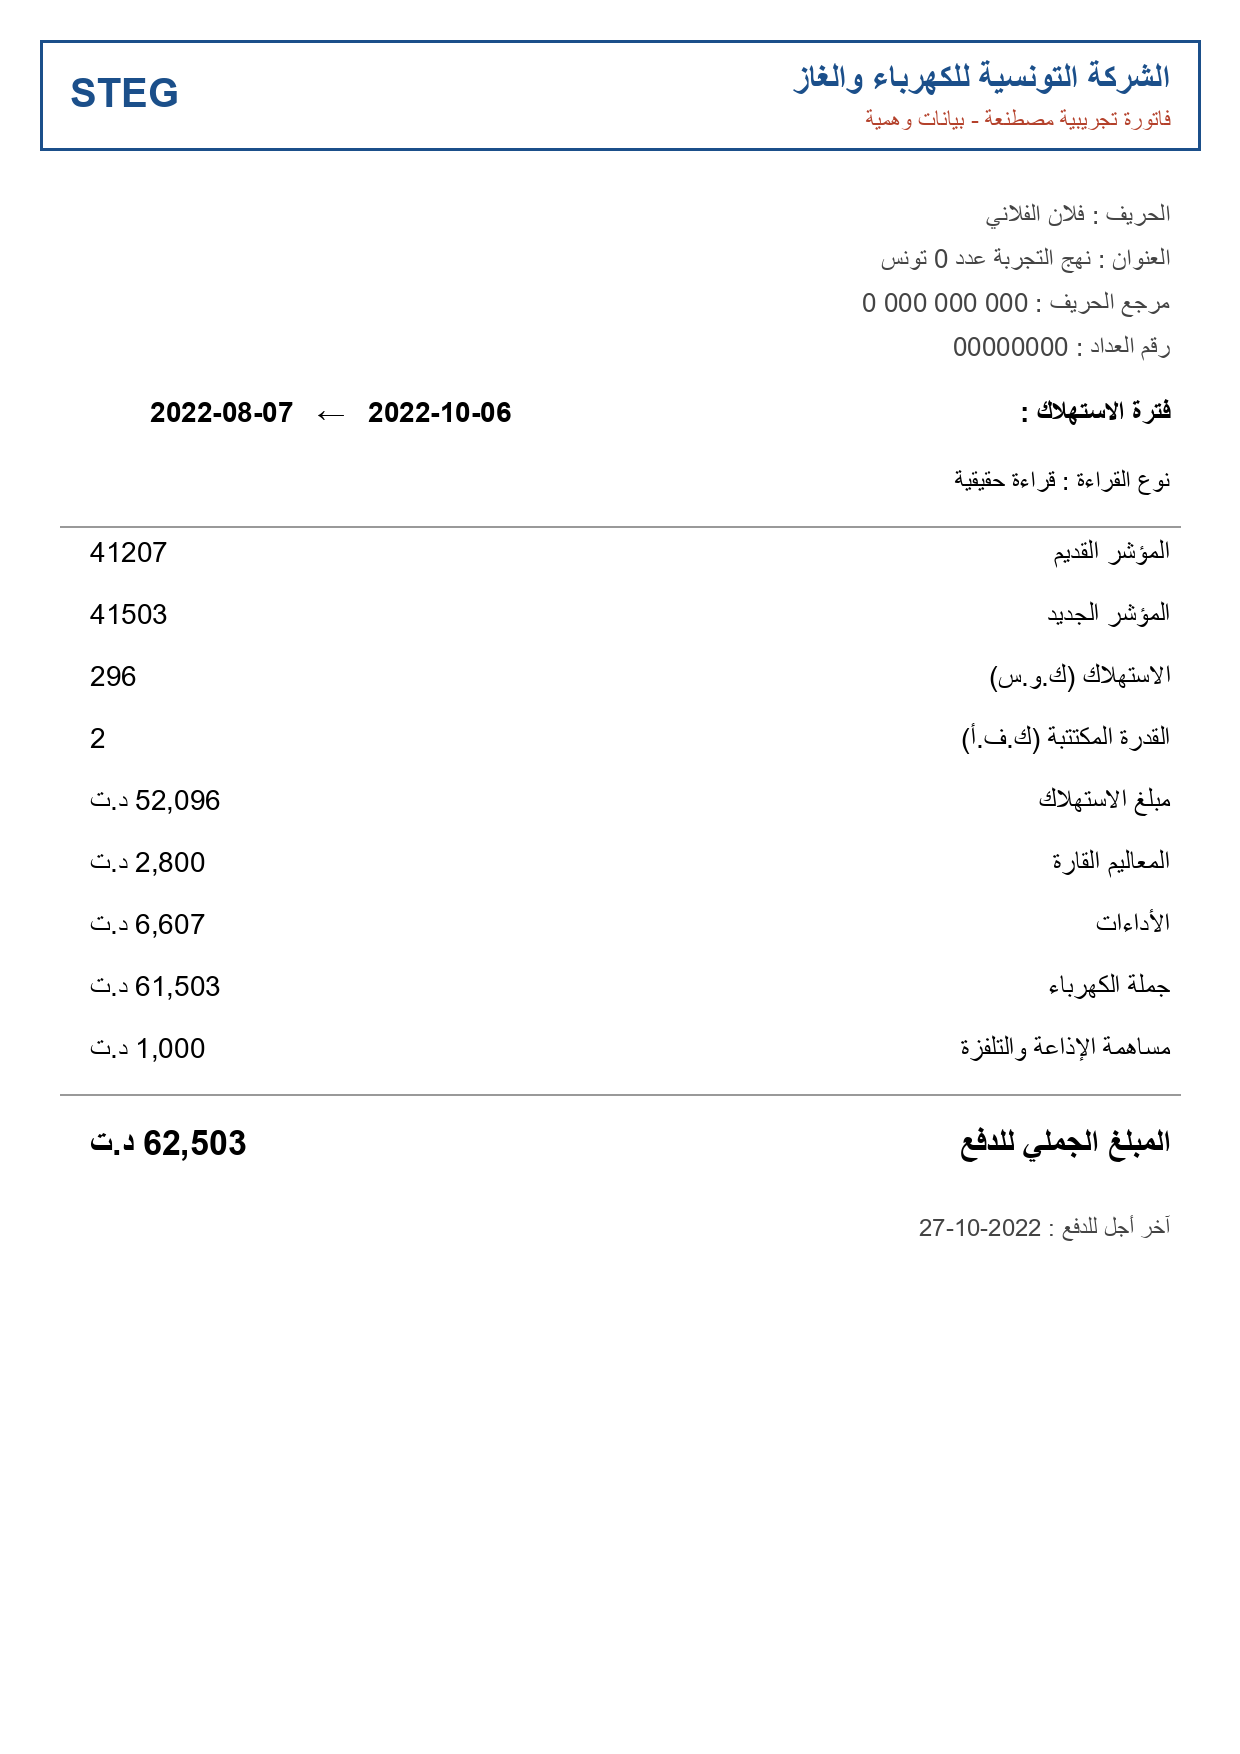 الشركة التونسية للكهرباء والغاز STEG
فاتورة تجريبية مصطنعة - بيانات وهمية
الحريف : فلان الفلاني
العنوان : نهج التجربة عدد 0 تونس
مرجع الحريف : 000 000 000 0
رقم العداد : 00000000
فترة الاستهلاك : 2022-10-06 ← 2022-08-07
نوع القراءة : قراءة حقيقية
المؤشر القديم 41207
المؤشر الجديد 41503
الاستهلاك (ك.و.س) 296
القدرة المكتتبة (ك.ف.أ) 2
مبلغ الاستهلاك 52,096 د.ت
المعاليم القارة 2,800 د.ت
الأداءات 6,607 د.ت
جملة الكهرباء 61,503 د.ت
مساهمة الإذاعة والتلفزة 1,000 د.ت
المبلغ الجملي للدفع 62,503 د.ت
آخر أجل للدفع : 2022-10-27